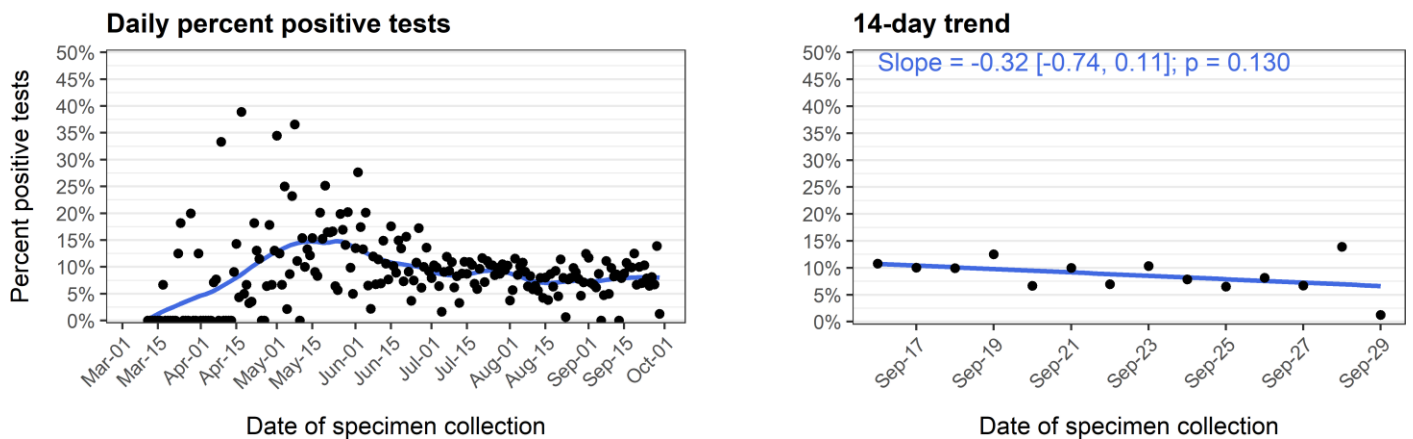 Daily percent positive tests
Percent positive tests
50%
45%
40%
35%
30%
25%
20%
15%
10%
5%
0%
Mar-01
Mar-15
Apr-01
Apr-15
May-01
May-15
Jun-01
Jun-15
Jul-01
Jul-15
Aug-01
Aug-15
Sep-01
Sep-15
Oct-01
Date of specimen collection
14-day trend
Slope = -0.32 [-0.74, 0.11]; p = 0.130
50%
45%
40%
35%
30%
25%
20%
15%
10%
5%
0%
Sep-17
Sep-19
Sep-21
Sep-23
Sep-25
Sep-27
Sep-29
Date of specimen collection